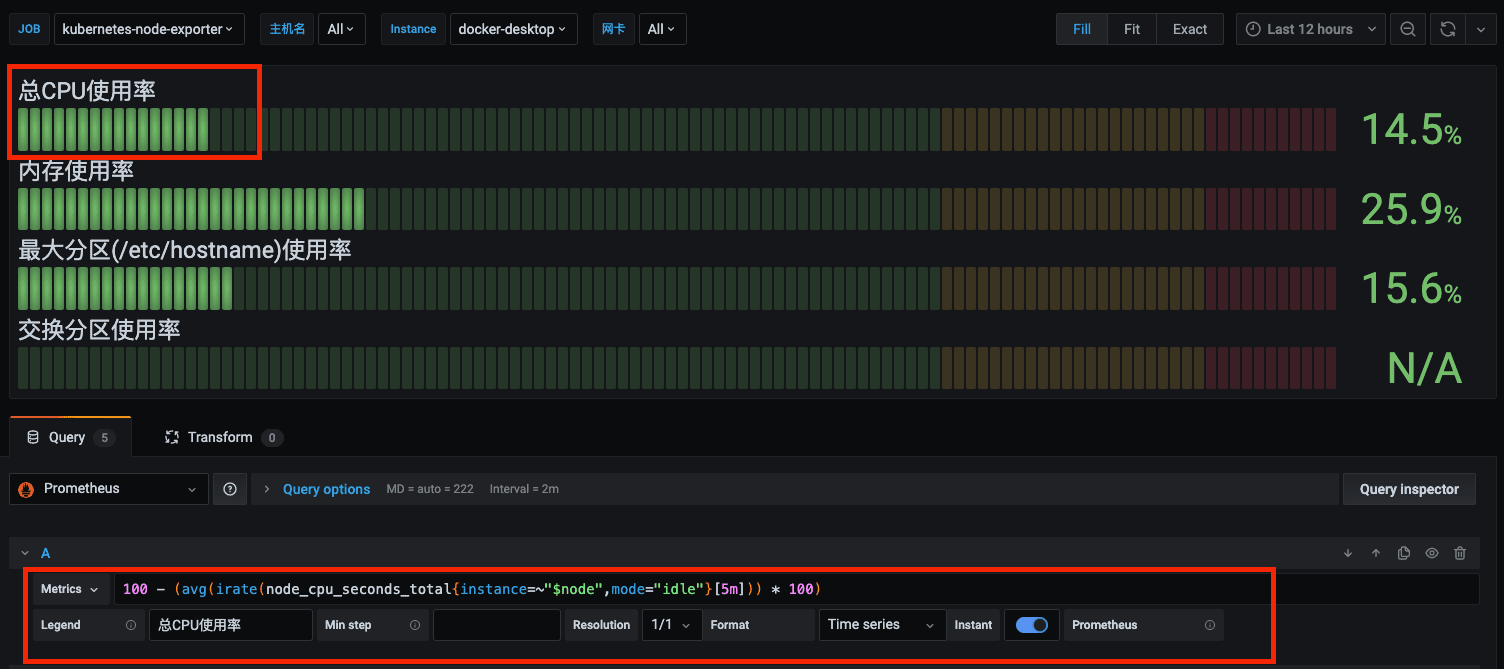 JOB kubernetes-node-exporter 主机名 All Instance docker-desktop 网卡 All Fill Fit Exact Last 12 hours
总CPU使用率
14.5%
内存使用率
25.9%
最大分区(/etc/hostname)使用率
15.6%
交换分区使用率
N/A
Query 5 Transform 0
Prometheus Query options MD = auto = 222 Interval = 2m Query inspector
A
Metrics 100 - (avg(irate(node_cpu_seconds_total{instance=~"$node",mode="idle"}[5m])) * 100)
Legend 总CPU使用率 Min step Resolution 1/1 Format Time series Instant Prometheus